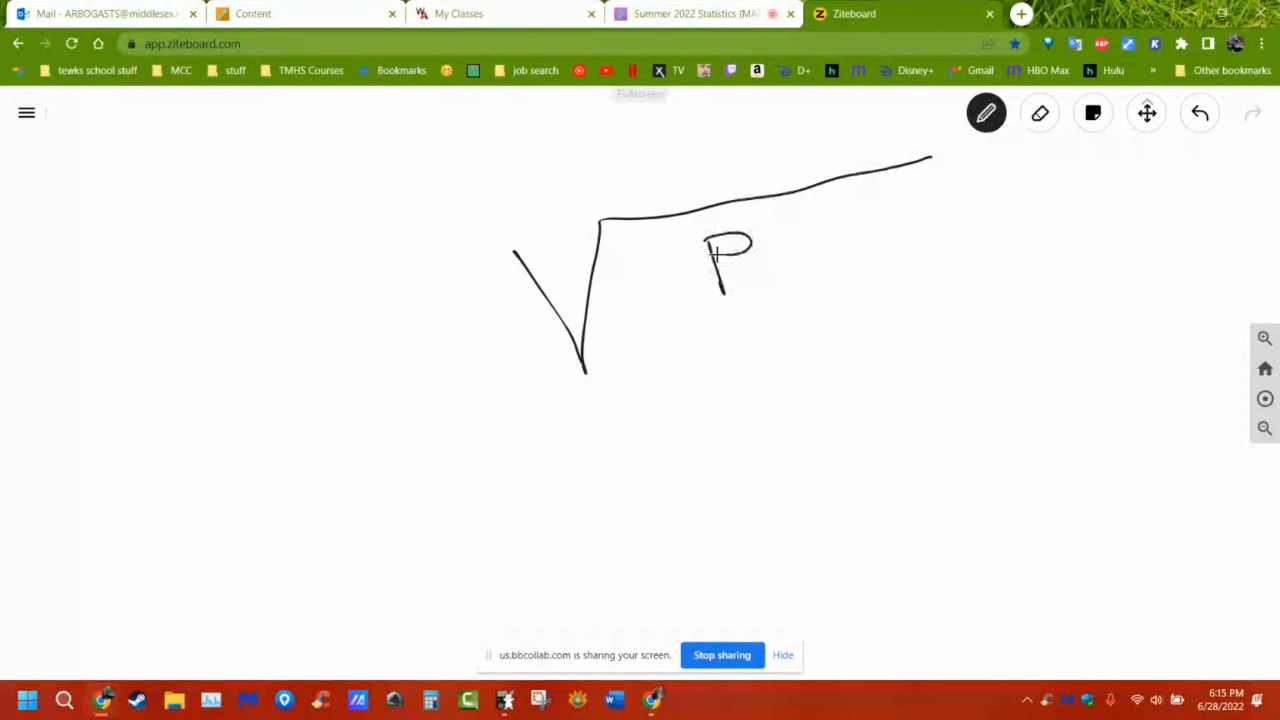 Mail - ARBOGASTS@middlesex. Content My Classes Summer 2022 Statistics (MA Ziteboard
app.ziteboard.com
tewks school stuff MCC stuff TMHS Courses Bookmarks job search TV D+ Disney+ Gmail HBO Max Hulu » Other bookmarks
Fullscreen
√P
us.bbcollab.com is sharing your screen. Stop sharing Hide
6:15 PM
6/28/2022